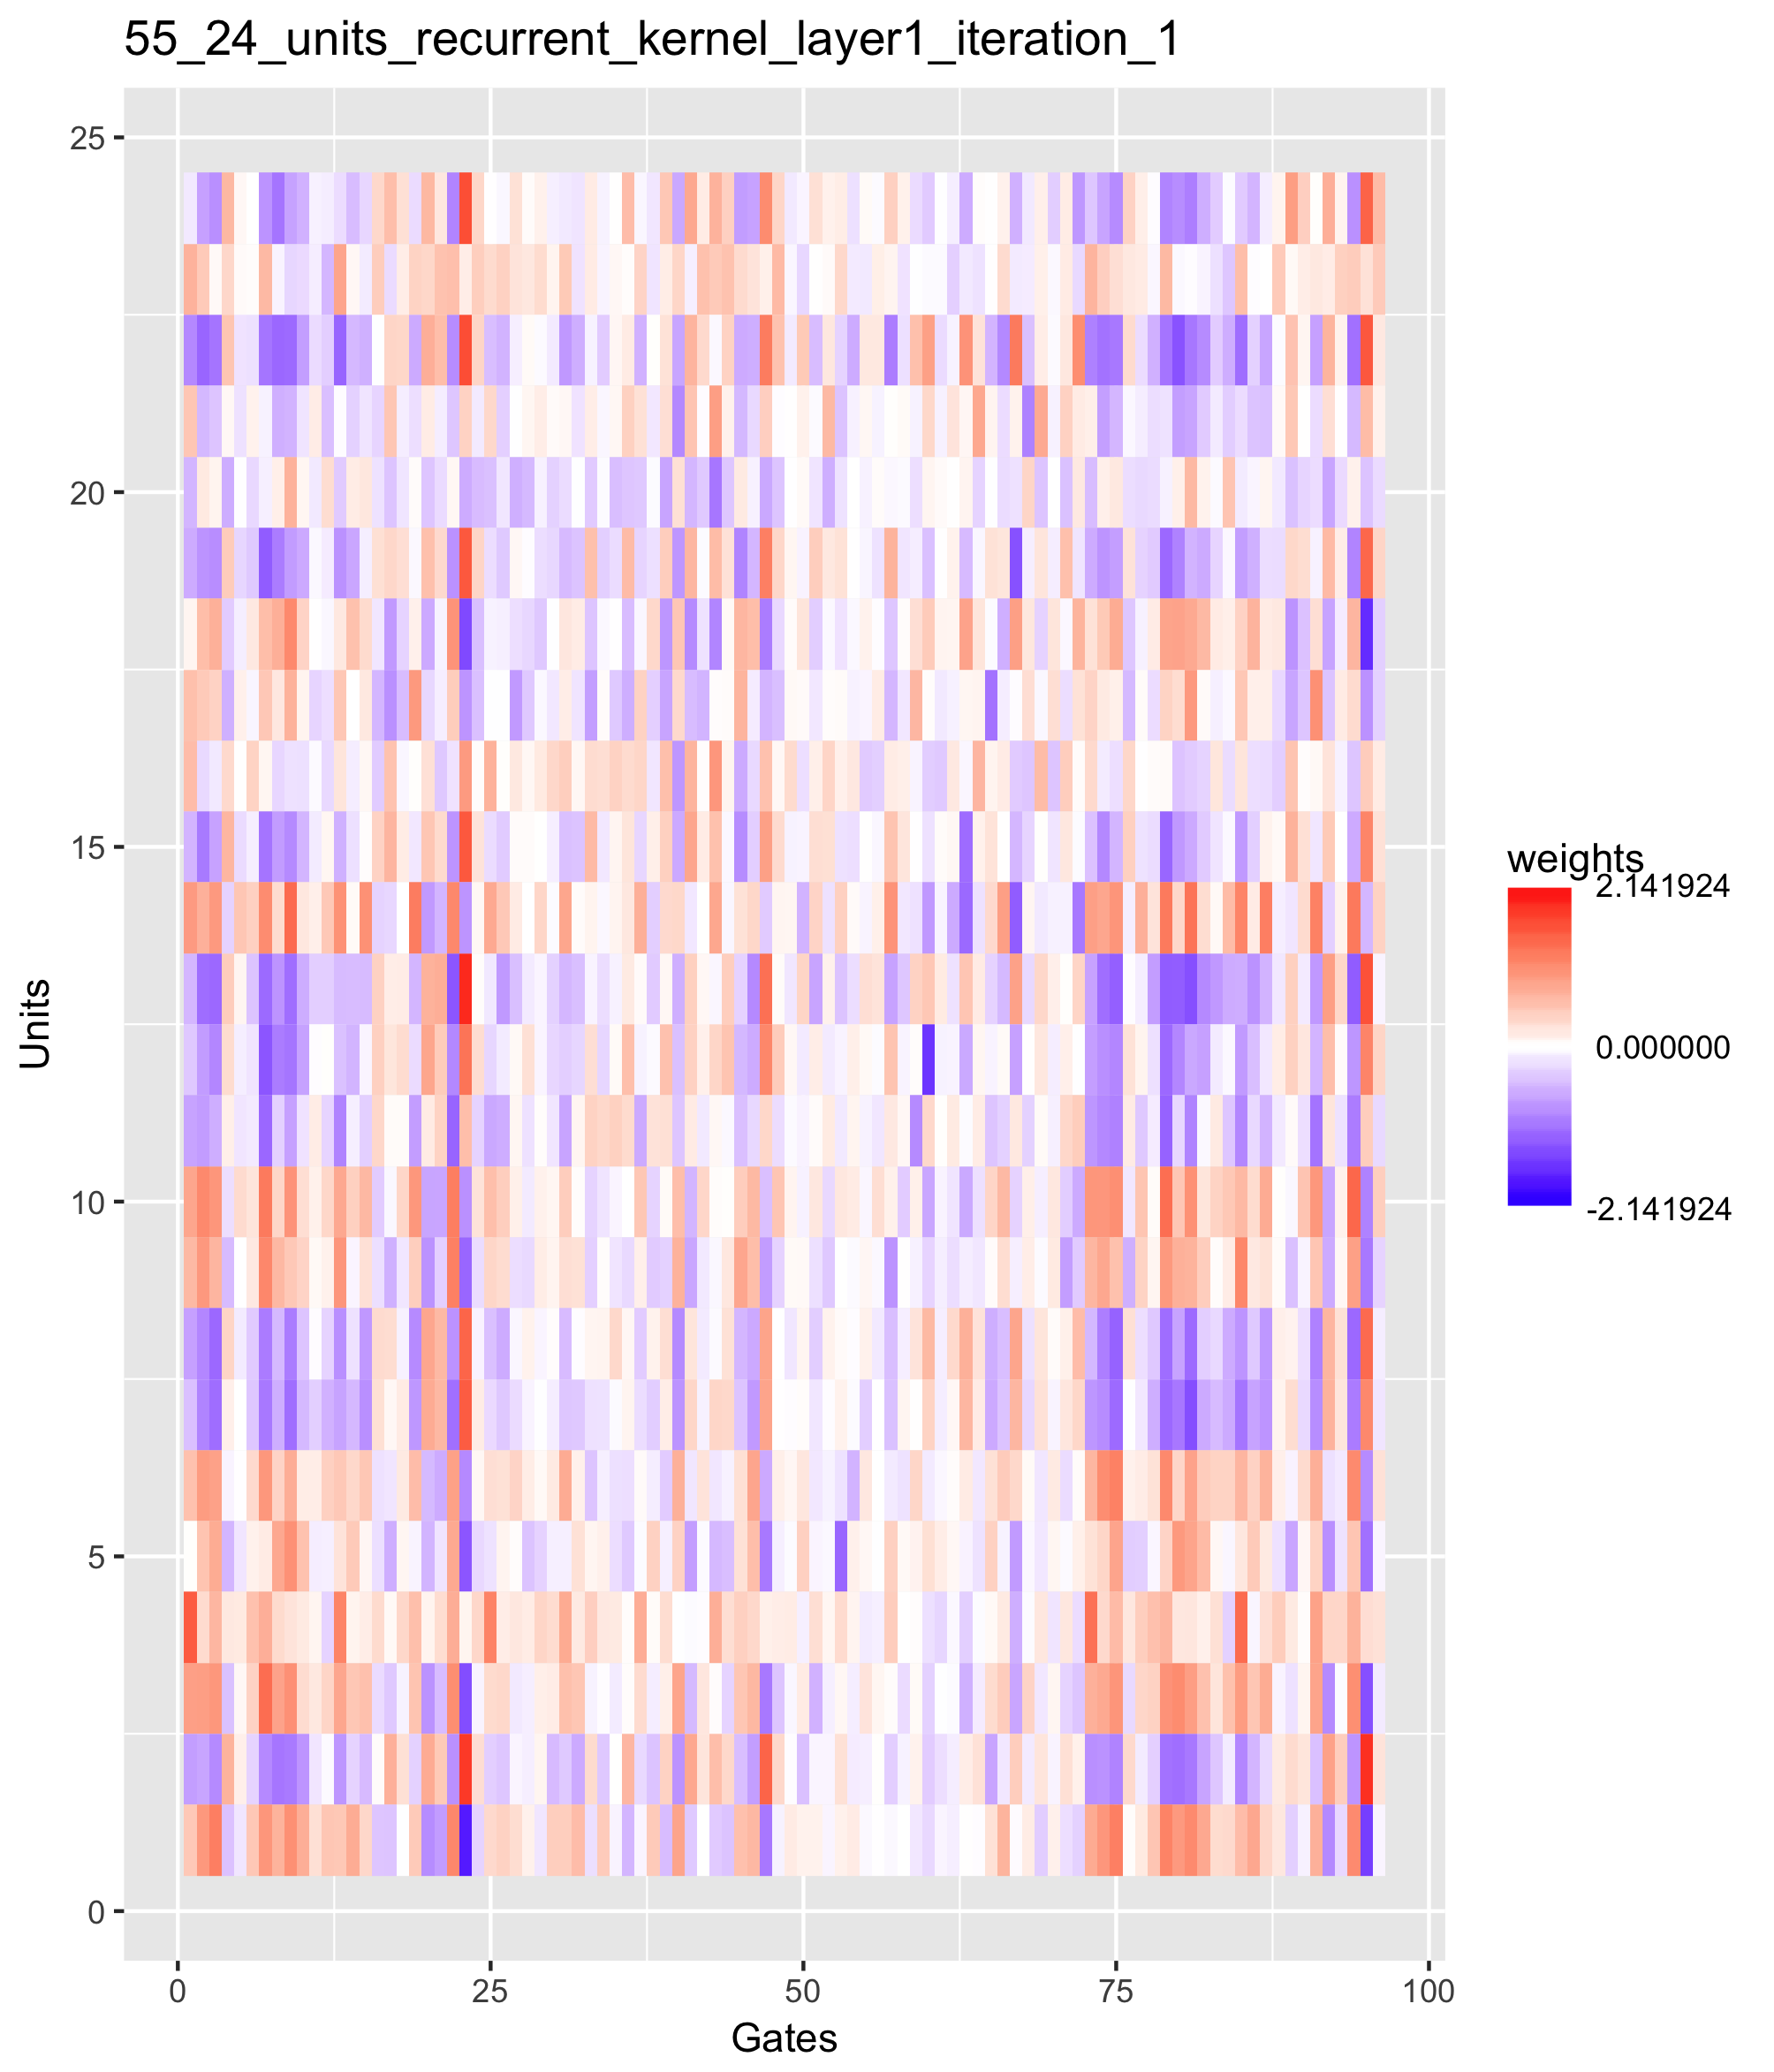 55_24_units_recurrent_kernel_layer1_iteration_1
25
20
15
10
5
0
Units
0 25 50 75 100
Gates
weights
2.141924
0.000000
-2.141924